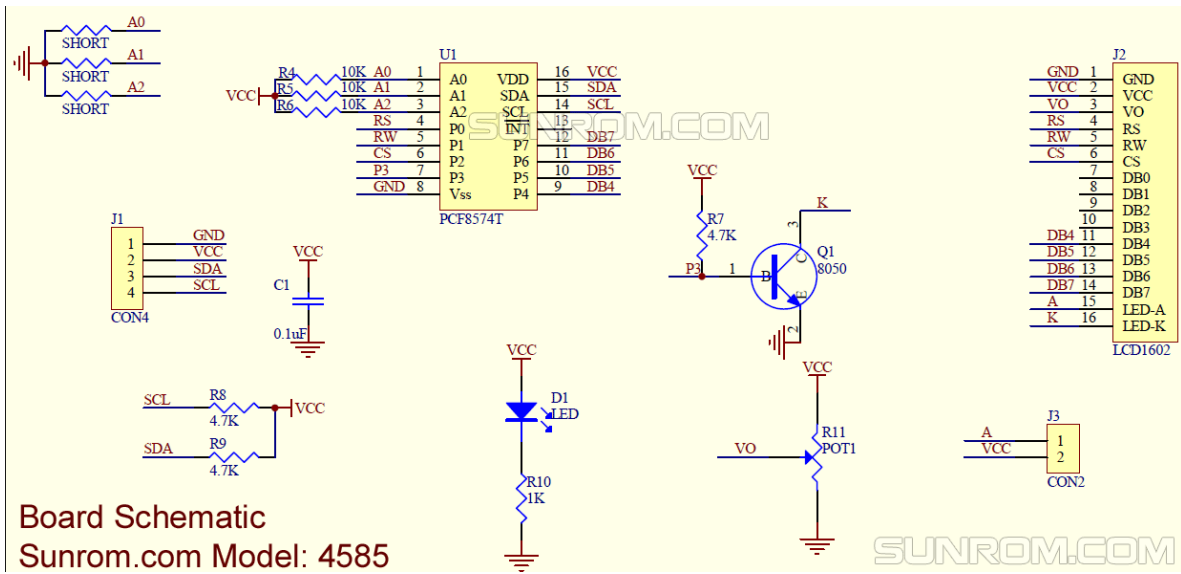 A0
SHORT
A1
SHORT
A2
SHORT
VCC
R4 10K A0 1
R5 10K A1 2
R6 10K A2 3
RS 4
RW 5
CS 6
P3 7
GND 8
U1
A0 VDD
A1 SDA
A2 SCL
P0 INT
P1 P7
P2 P6
P3 P5
Vss P4
PCF8574T
16 VCC
15 SDA
14 SCL
13
12 DB7
11 DB6
10 DB5
9 DB4
SUNROM.COM
J2
GND 1 GND
VCC 2 VCC
VO 3 VO
RS 4 RS
RW 5 RW
CS 6 CS
7 DB0
8 DB1
9 DB2
10 DB3
DB4 11 DB4
DB5 12 DB5
DB6 13 DB6
DB7 14 DB7
A 15 LED-A
K 16 LED-K
LCD1602
J1
1 GND
2 VCC
3 SDA
4 SCL
CON4
VCC
C1
0.1uF
VCC
R7
4.7K
P3
1
B
C
E
3
2
K
Q1
8050
SCL R8 VCC
4.7K
SDA R9
4.7K
VCC
D1
LED
R10
1K
VCC
R11
POT1
VO
J3
A 1
VCC 2
CON2
Board Schematic
Sunrom.com Model: 4585
SUNROM.COM